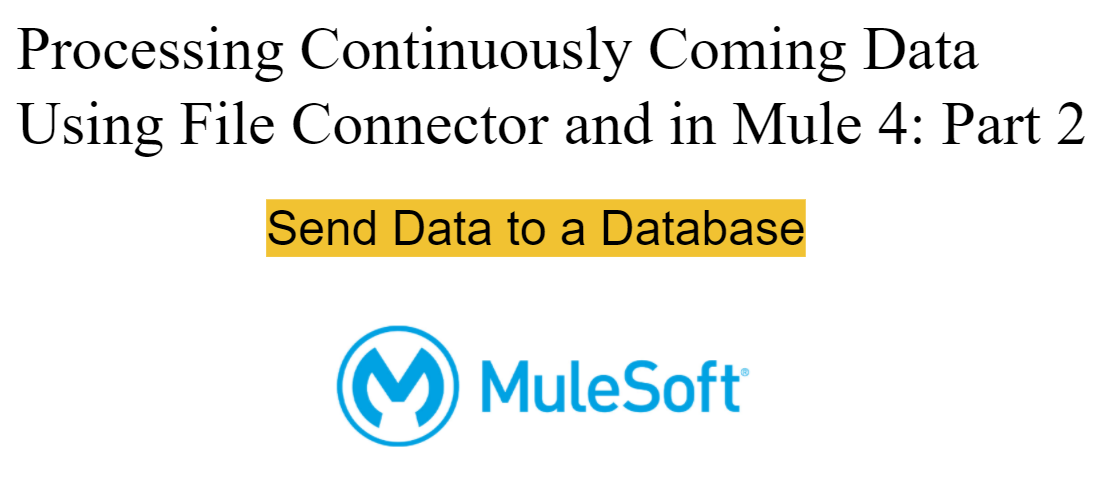 Processing Continuously Coming Data
Using File Connector and in Mule 4: Part 2
Send Data to a Database
MuleSoft®